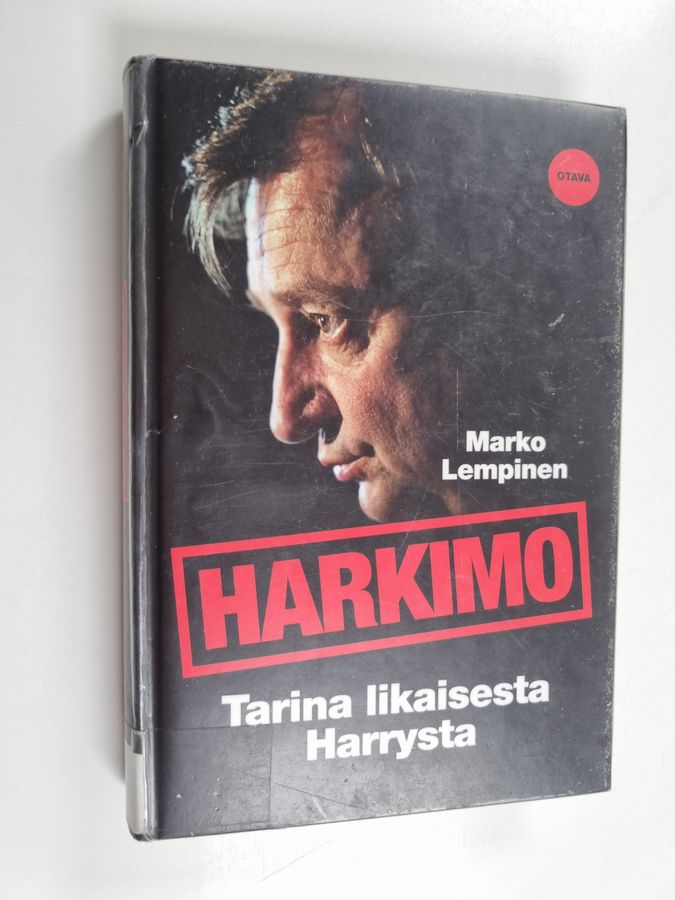 OTAVA
Marko
Lempinen
HARKIMO
Tarina likaisesta
Harrysta